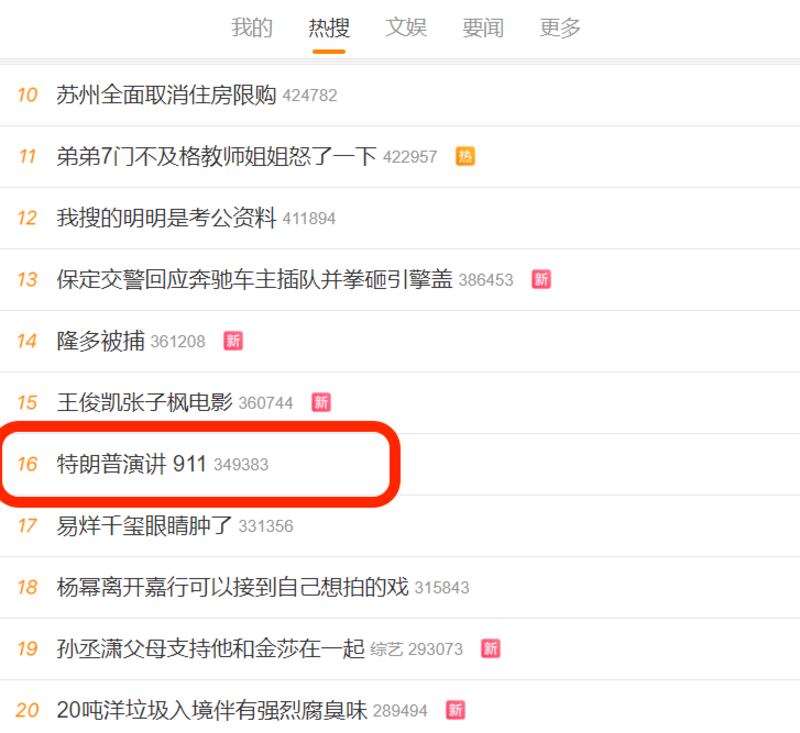 我的 热搜 文娱 要闻 更多
10 苏州全面取消住房限购 424782
11 弟弟7门不及格教师姐姐怒了一下 422957 热
12 我搜的明明是考公资料 411894
13 保定交警回应奔驰车主插队并拳砸引擎盖 386453 新
14 隆多被捕 361208 新
15 王俊凯张子枫电影 360744 新
16 特朗普演讲 911 349383
17 易烊千玺眼睛肿了 331356
18 杨幂离开嘉行可以接到自己想拍的戏 315843
19 孙丞潇父母支持他和金莎在一起 综艺 293073 新
20 20吨洋垃圾入境伴有强烈腐臭味 289494 新